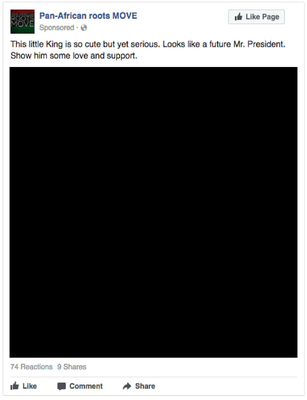 Pan-African roots MOVE
Like Page
Sponsored ·
This little King is so cute but yet serious. Looks like a future Mr. President.
Show him some love and support.
74 Reactions 9 Shares
Like Comment Share